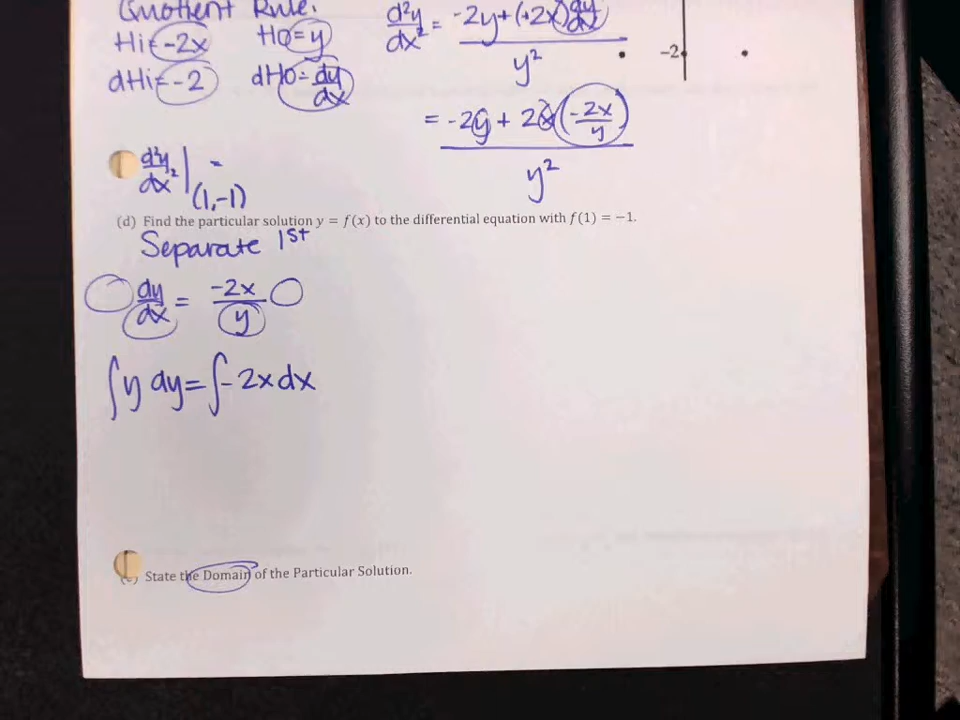 Quotient Rule:
Hi=-2x Ho=y
dHi=-2 dHo=dy/dx
d²y/dx² = -2y+(+2x)dy/dx / y²
-2
= -2y + 2x(-2x/y) / y²
d²y/dx² | (1,-1) =
(d) Find the particular solution y = f(x) to the differential equation with f(1) = −1.
Separate 1st
dy/dx = -2x/y
∫y dy = ∫-2x dx
State the Domain of the Particular Solution.